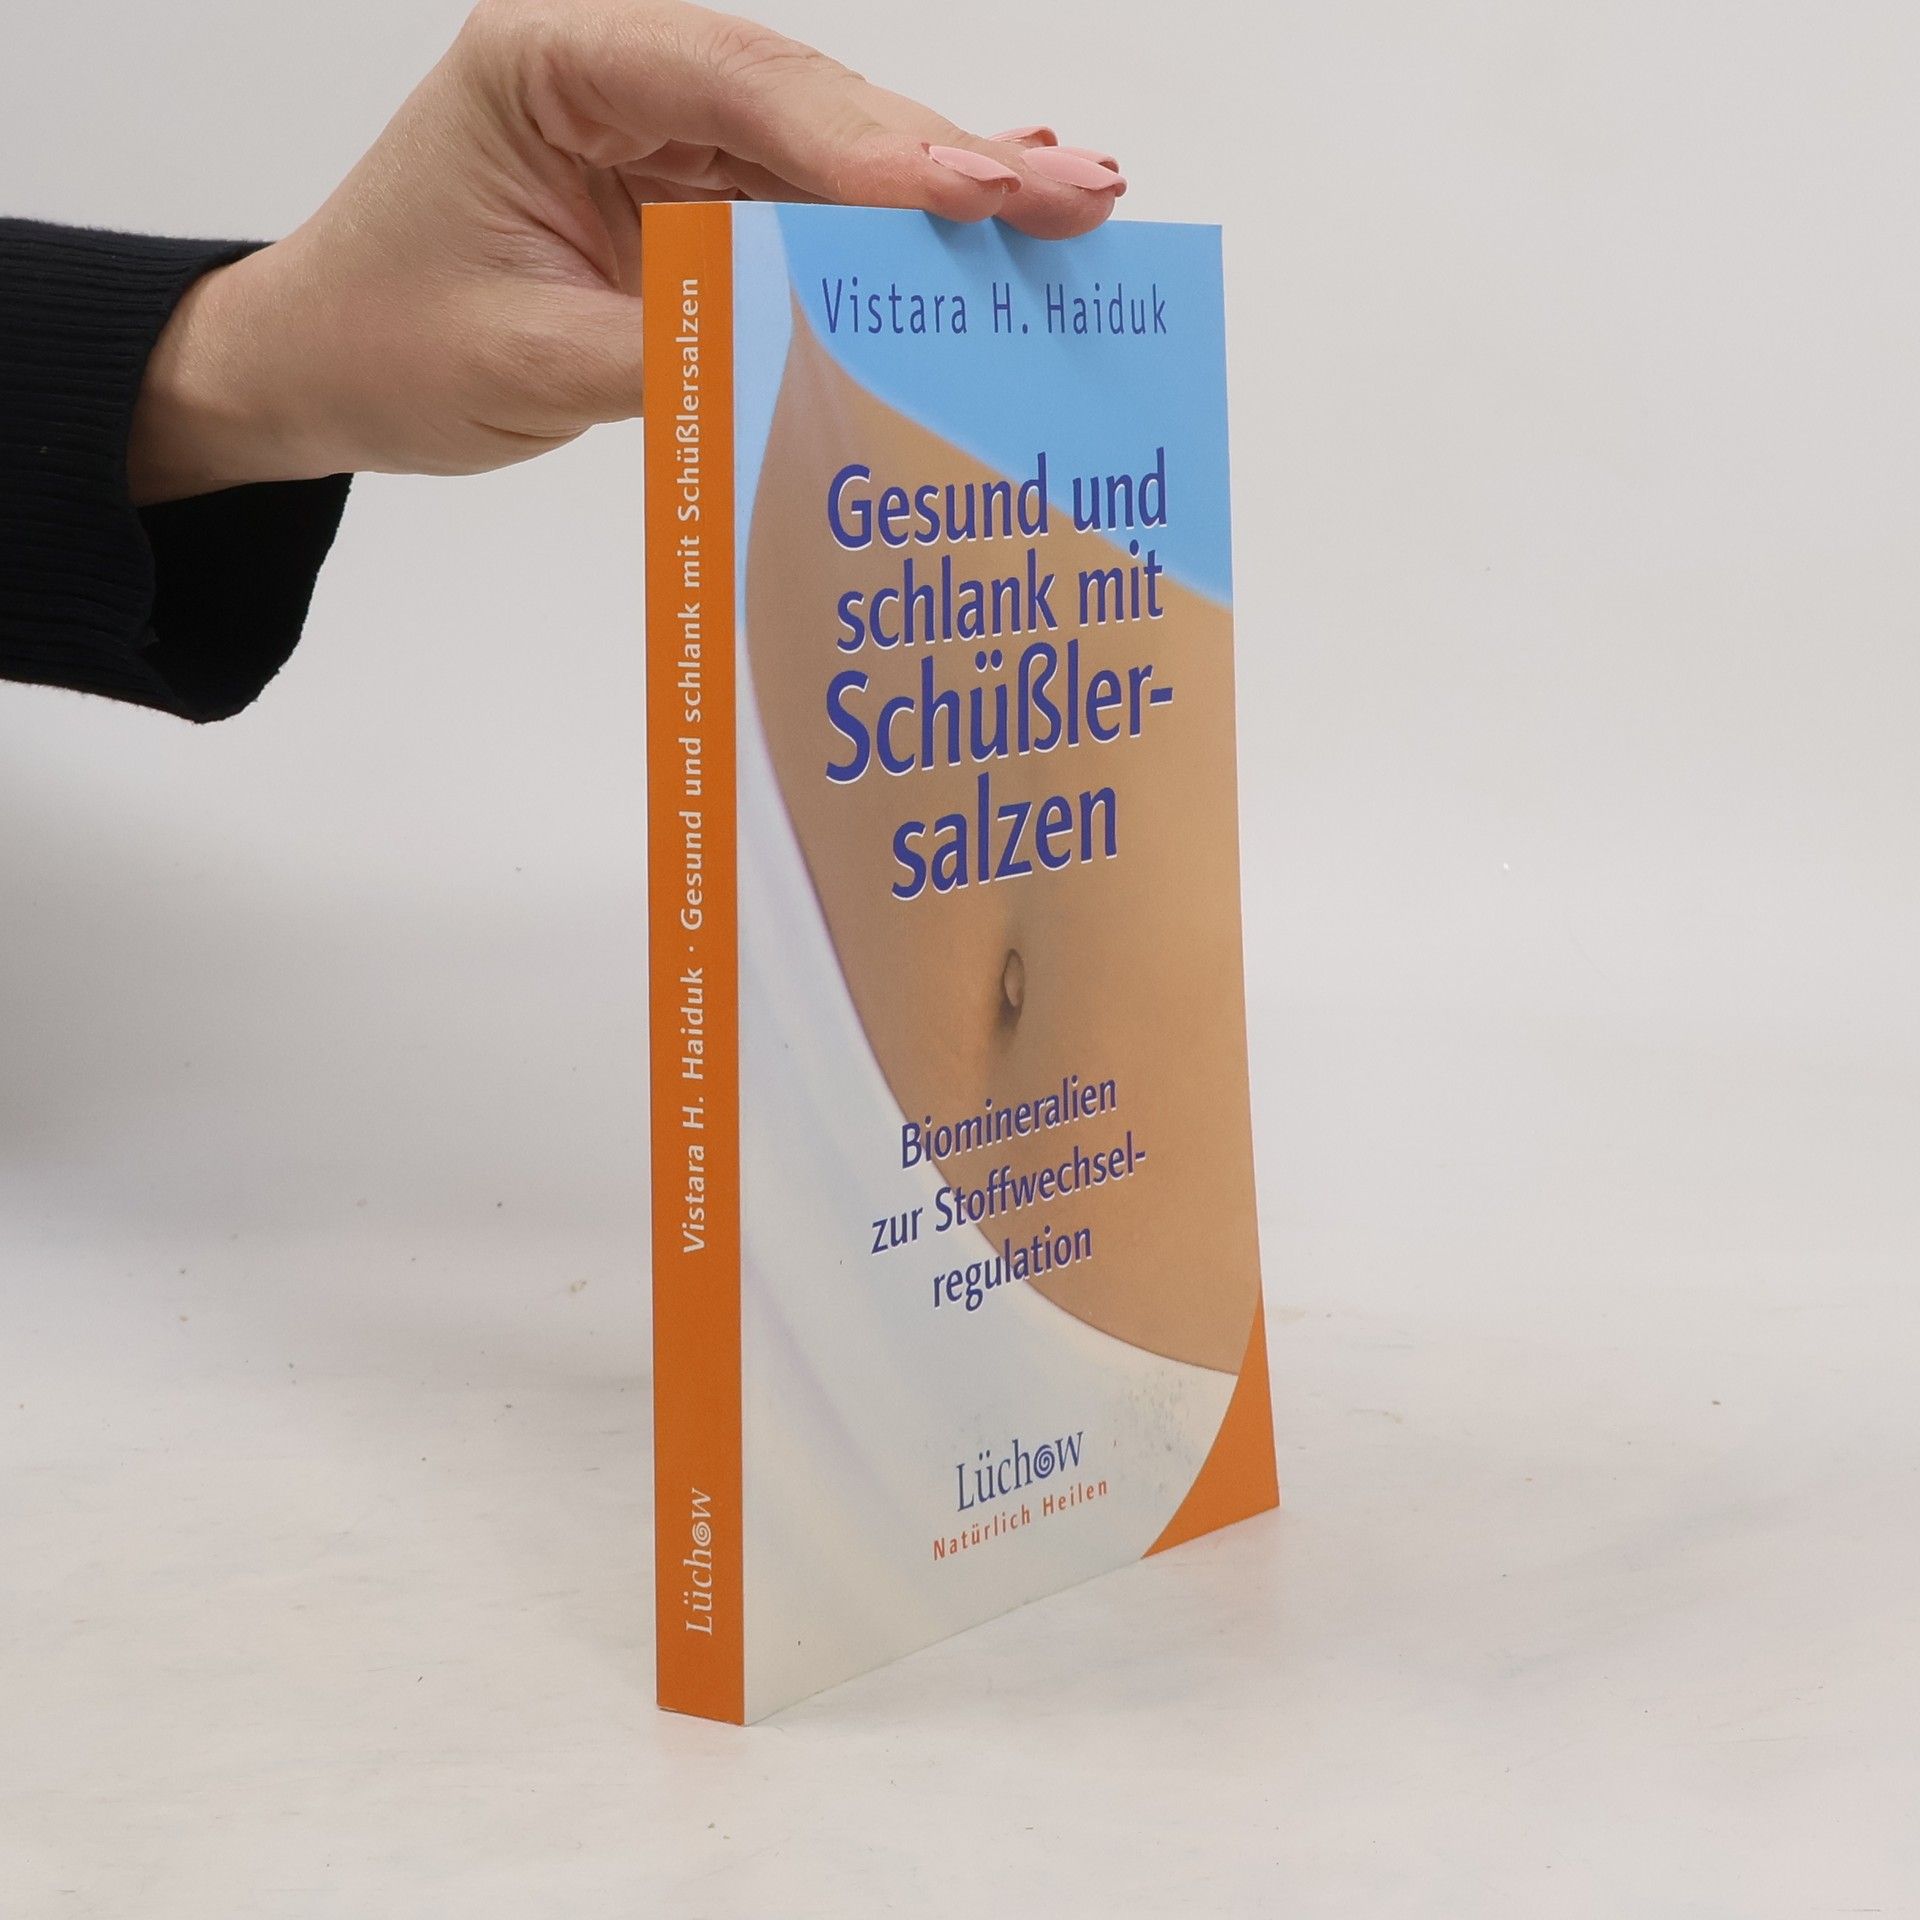 Vistara H. Haiduk · Gesund und schlank mit Schüßlersalzen
Lüchow
Vistara H. Haiduk
Gesund und
schlank mit
Schüßler-
salzen
Biomineralien
zur Stoffwechsel-
regulation
Lüchow
Natürlich Heilen